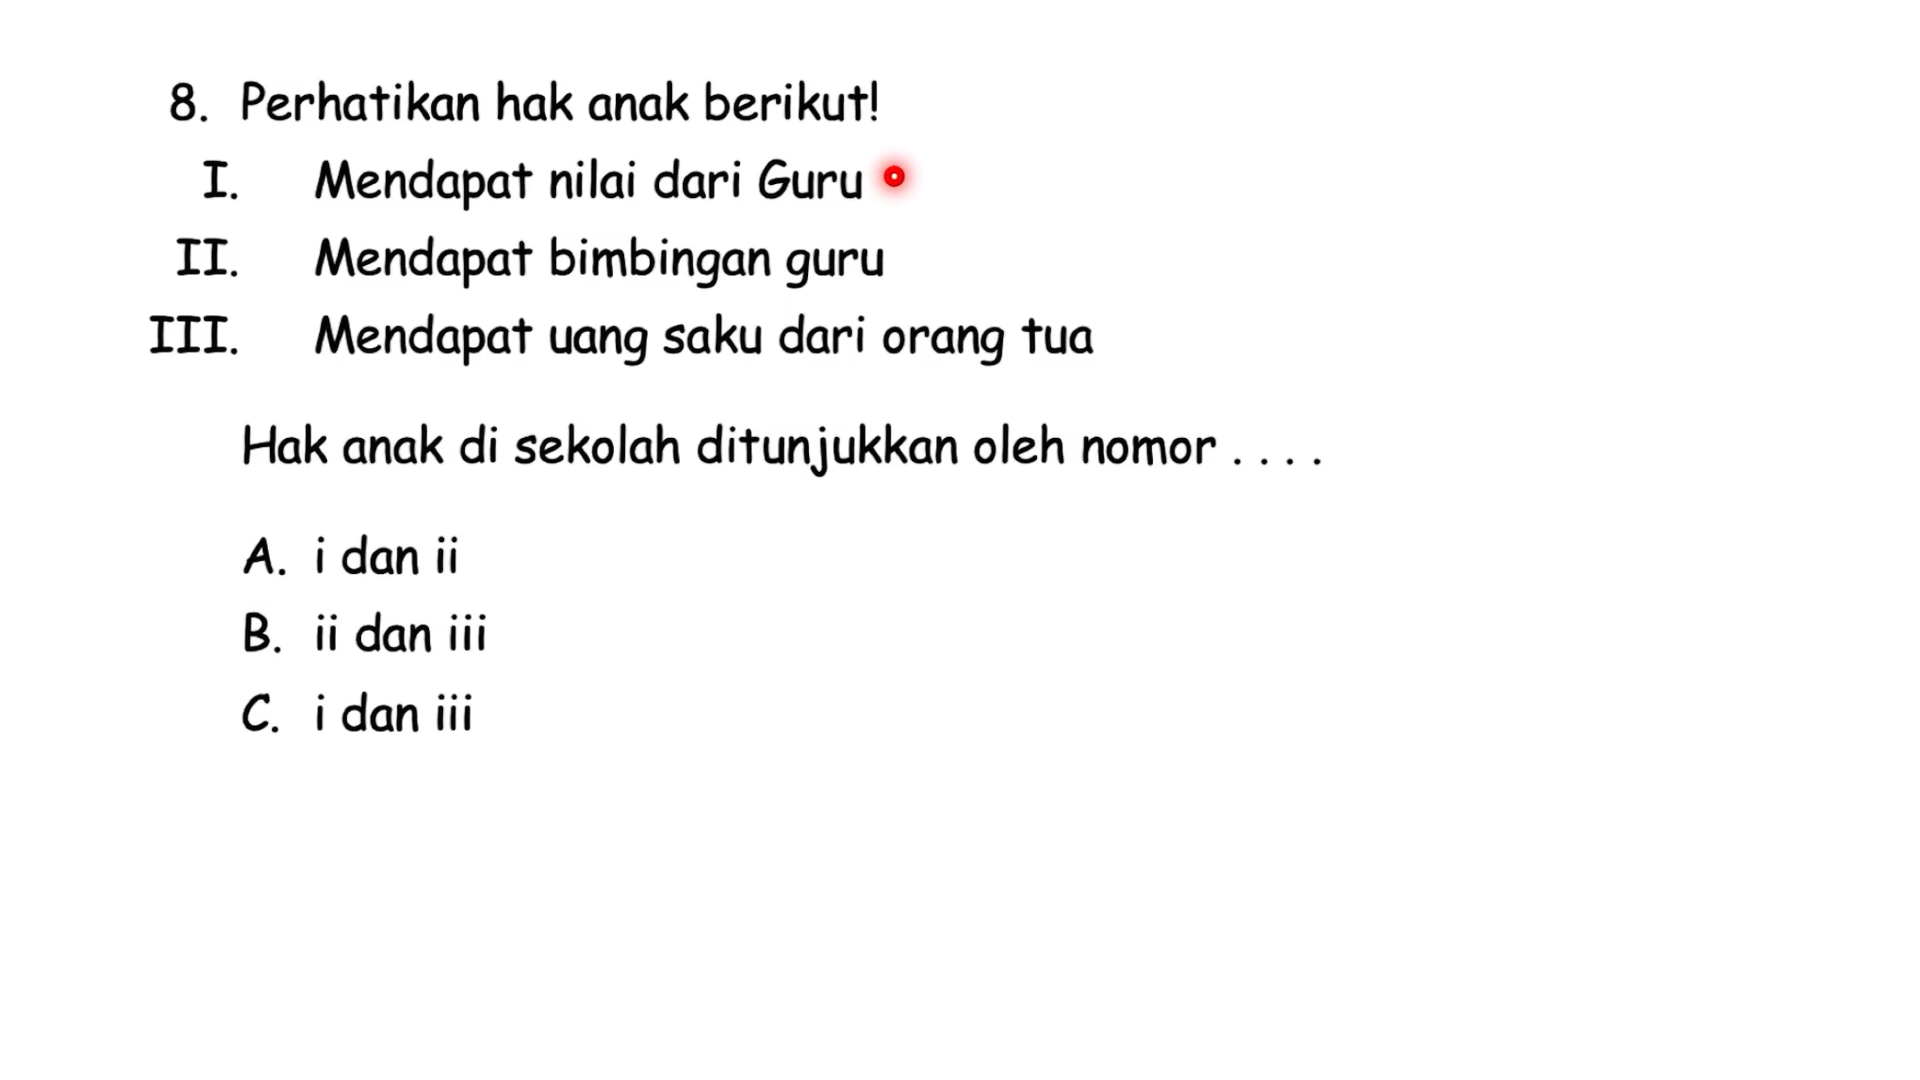 8. Perhatikan hak anak berikut!
I. Mendapat nilai dari Guru
II. Mendapat bimbingan guru
III. Mendapat uang saku dari orang tua
Hak anak di sekolah ditunjukkan oleh nomor . . . .
A. i dan ii
B. ii dan iii
C. i dan iii